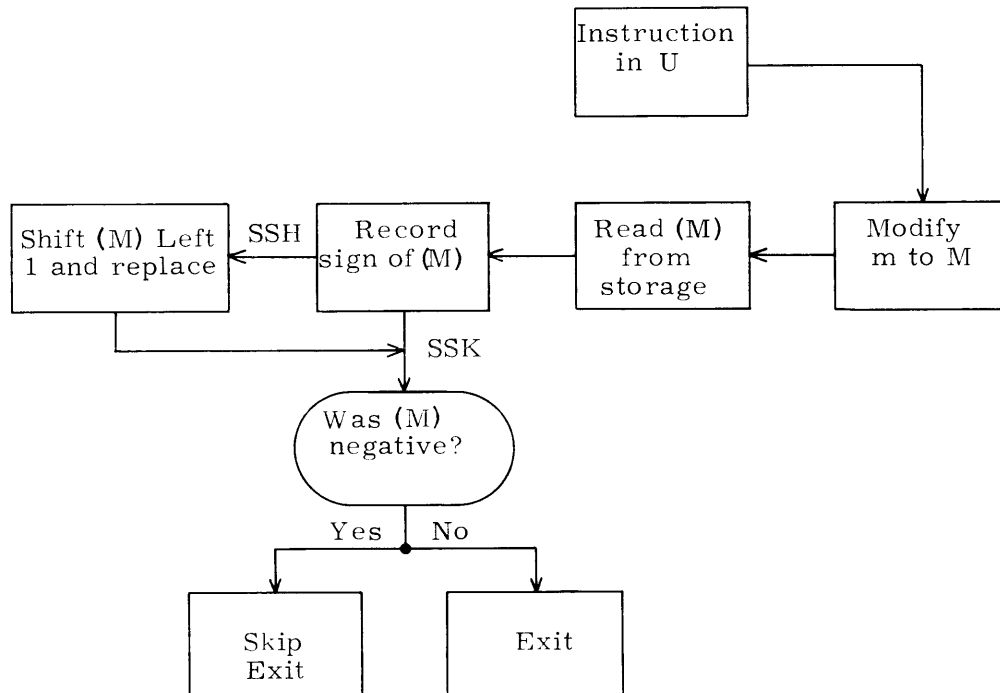 Instruction
in U
Modify
m to M
Read (M)
from
storage
Record
sign of (M)
SSH
Shift (M) Left
1 and replace
SSK
Was (M)
negative?
Yes
No
Skip
Exit
Exit